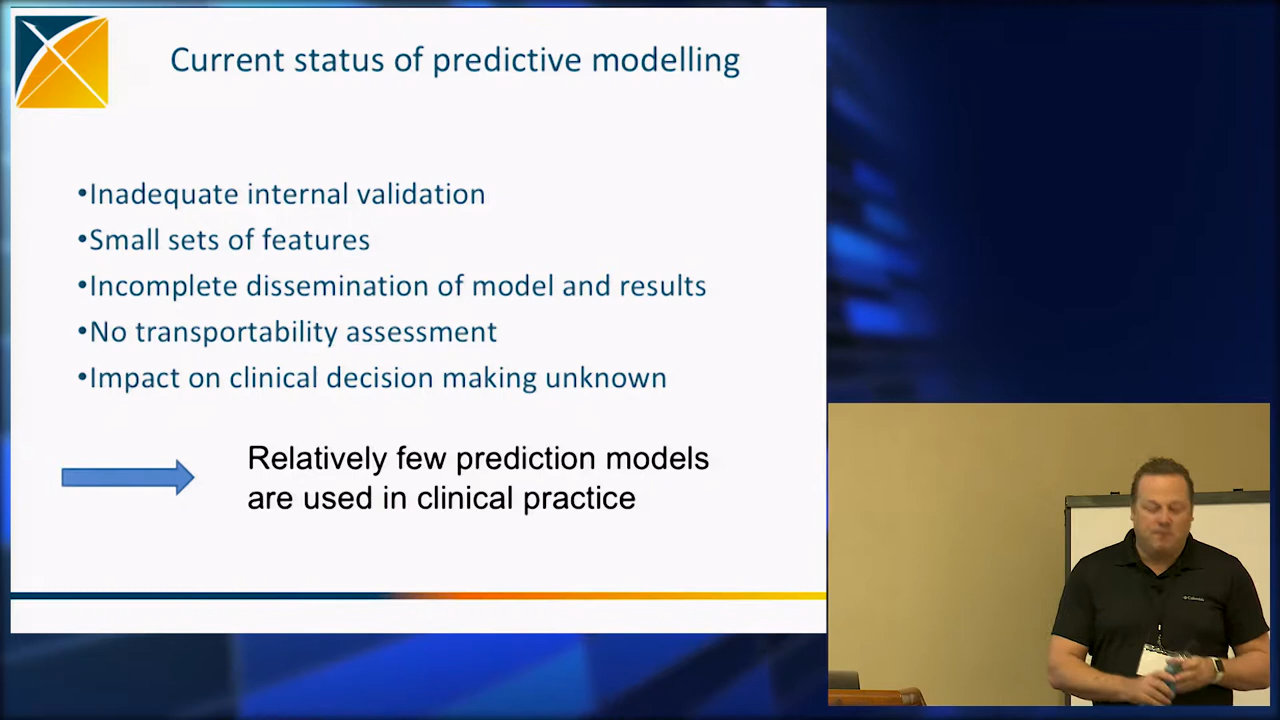 Current status of predictive modelling
•Inadequate internal validation
•Small sets of features
•Incomplete dissemination of model and results
•No transportability assessment
•Impact on clinical decision making unknown
Relatively few prediction models
are used in clinical practice
Columbia